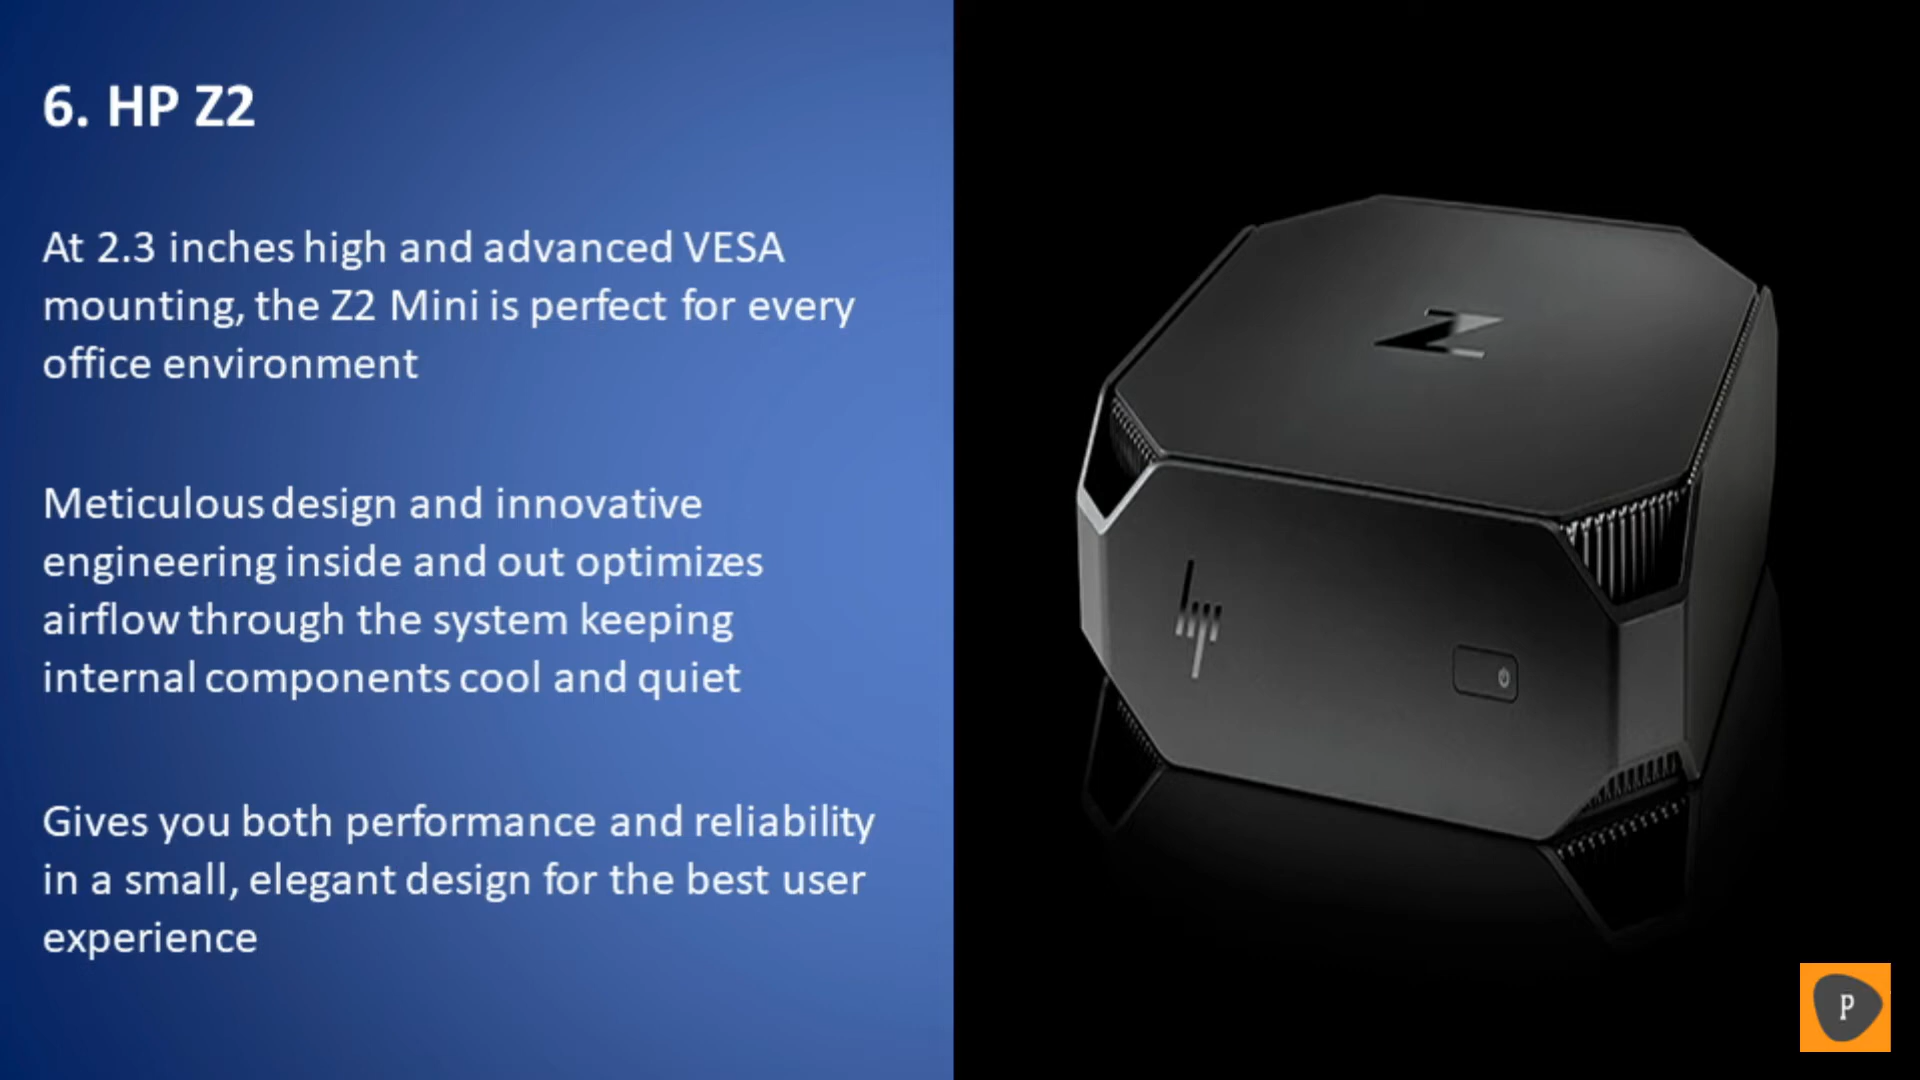 6. HP Z2
At 2.3 inches high and advanced VESA
mounting, the Z2 Mini is perfect for every
office environment
Meticulous design and innovative
engineering inside and out optimizes
airflow through the system keeping
internal components cool and quiet
Gives you both performance and reliability
in a small, elegant design for the best user
experience
Z
hp
P